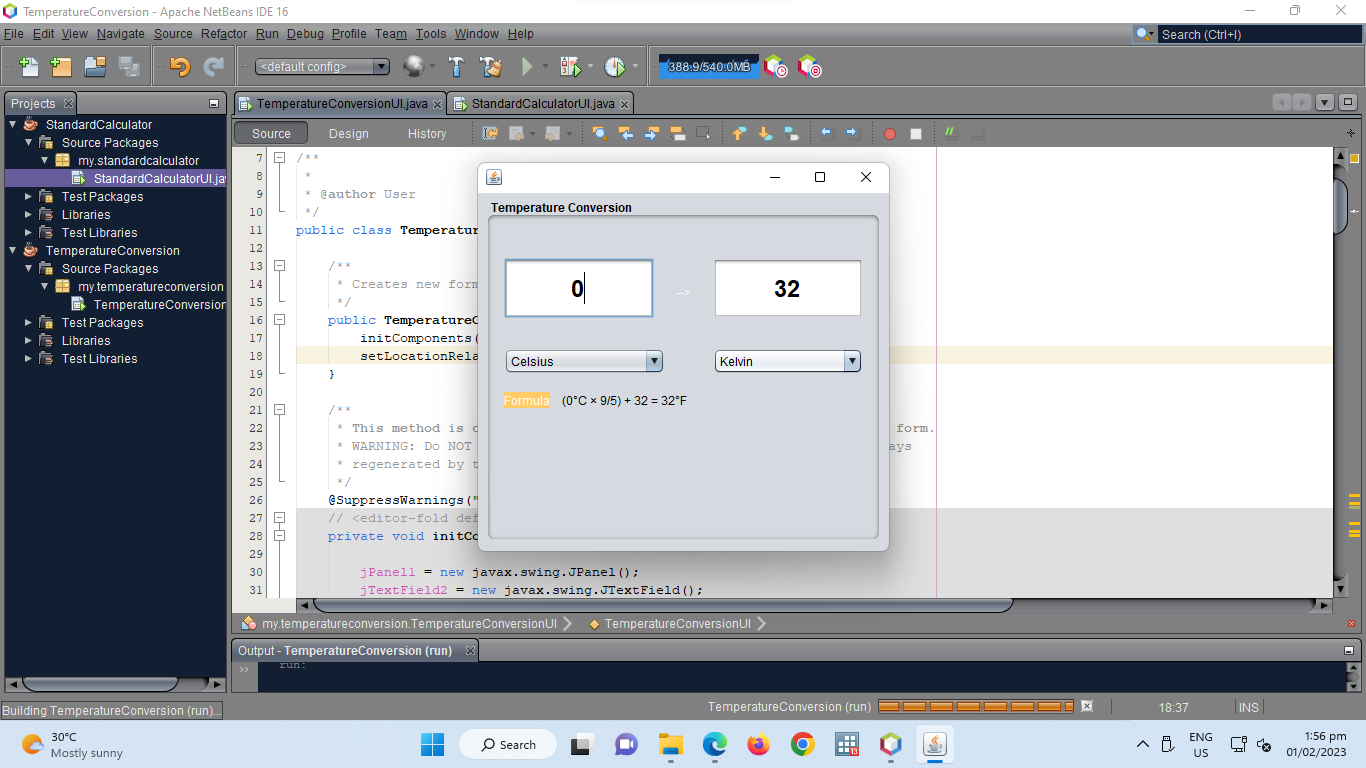 TemperatureConversion - Apache NetBeans IDE 16
File Edit View Navigate Source Refactor Run Debug Profile Team Tools Window Help
Search (Ctrl+I)
<default config>
388.9/540.0MB
Projects
StandardCalculator
Source Packages
my.standardcalculator
StandardCalculatorUI.ja
Test Packages
Libraries
Test Libraries
TemperatureConversion
Source Packages
my.temperatureconversion
TemperatureConversion
Test Packages
Libraries
Test Libraries
TemperatureConversionUI.java
StandardCalculatorUI.java
Source Design History
7 /**
8 *
9 * @author User
10 */
11 public class Temperatur
12
13 /**
14 * Creates new form
15 */
16 public TemperatureC
17 initComponents(
18 setLocationRela
19 }
20
21 /**
22 * This method is c form.
23 * WARNING: Do NOT ays
24 * regenerated by t
25 */
26 @SuppressWarnings("
27 // <editor-fold def
28 private void initCo
29
30 jPanel1 = new javax.swing.JPanel();
31 jTextField2 = new javax.swing.JTextField();
Temperature Conversion
0 --> 32
Celsius Kelvin
Formula (0°C × 9/5) + 32 = 32°F
my.temperatureconversion.TemperatureConversionUI
TemperatureConversionUI
Output - TemperatureConversion (run)
run:
Building TemperatureConversion (run)...
TemperatureConversion (run)
18:37
INS
30°C
Mostly sunny
Search
ENG
US
1:56 pm
01/02/2023